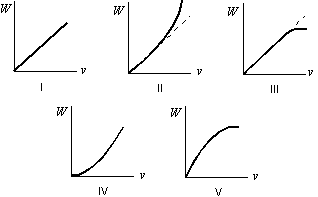 W W W
v v v
I II III
W W
v v
IV V